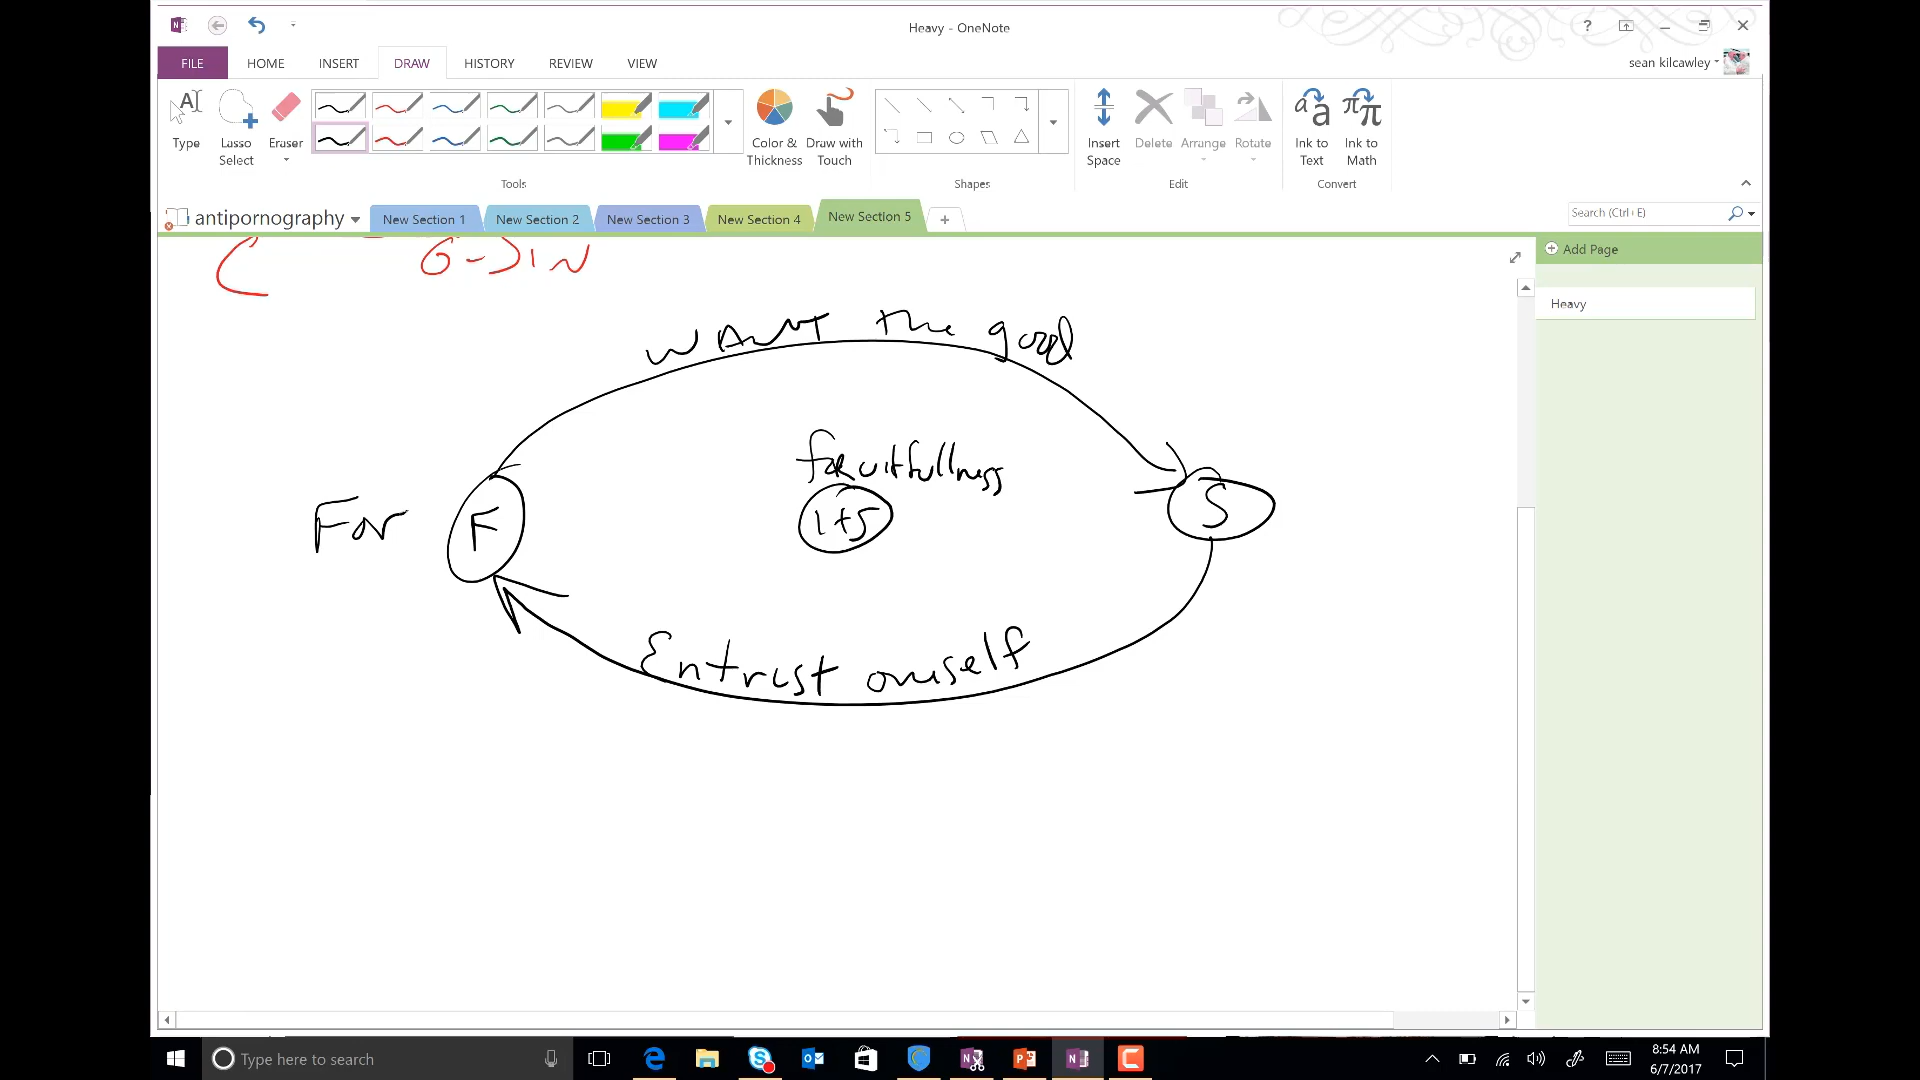 Heavy - OneNote
?
FILE HOME INSERT DRAW HISTORY REVIEW VIEW
sean kilcawley
Type
Lasso Select
Eraser
Color & Thickness
Draw with Touch
Insert Space
Delete
Arrange
Rotate
Ink to Text
Ink to Math
Tools
Shapes
Edit
Convert
antipornography
New Section 1
New Section 2
New Section 3
New Section 4
New Section 5
Search (Ctrl+E)
Add Page
Heavy
WANT the good
fruitfullness
For
F
S
Entrust oneself
Type here to search
8:54 AM
6/7/2017